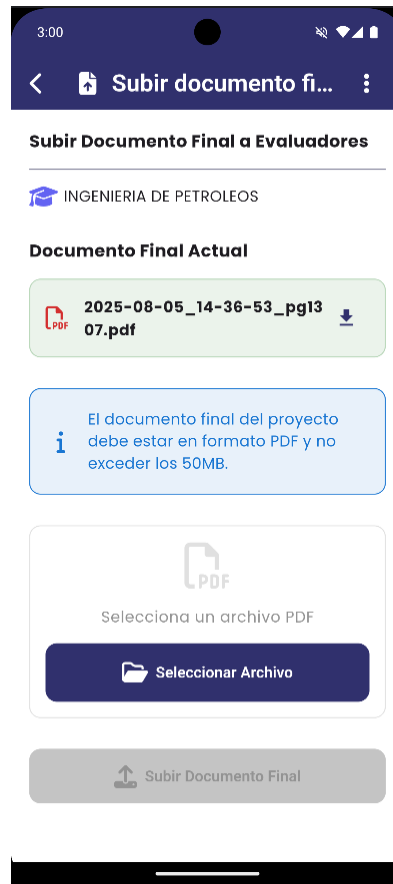 3:00
Subir documento fi...
Subir Documento Final a Evaluadores
INGENIERIA DE PETROLEOS
Documento Final Actual
PDF
2025-08-05_14-36-53_pg13
07.pdf
El documento final del proyecto
debe estar en formato PDF y no
exceder los 50MB.
PDF
Selecciona un archivo PDF
Seleccionar Archivo
Subir Documento Final